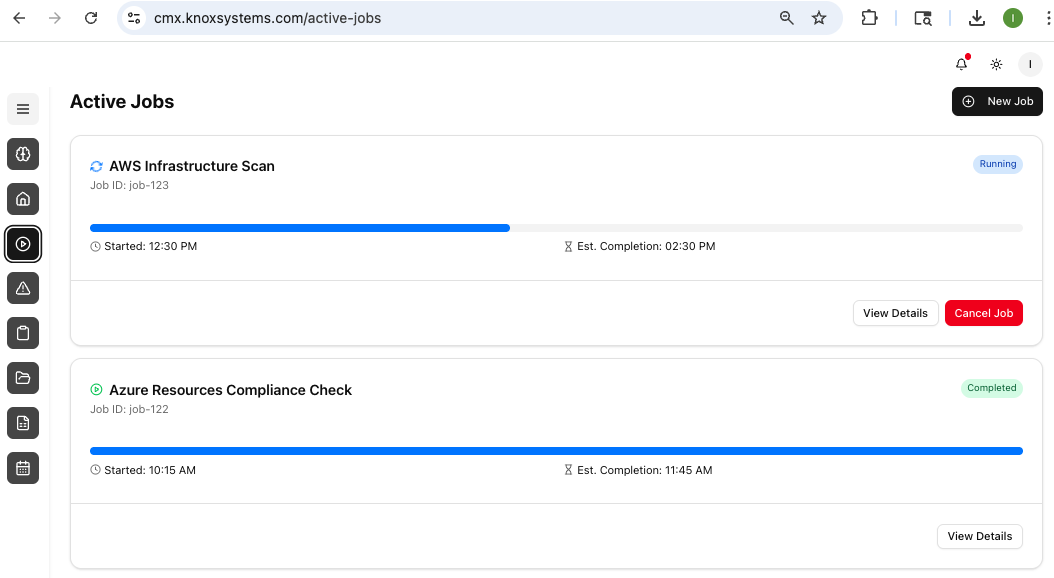 cmx.knoxsystems.com/active-jobs
I
I
Active Jobs
New Job
AWS Infrastructure Scan
Running
Job ID: job-123
Started: 12:30 PM
Est. Completion: 02:30 PM
View Details
Cancel Job
Azure Resources Compliance Check
Completed
Job ID: job-122
Started: 10:15 AM
Est. Completion: 11:45 AM
View Details